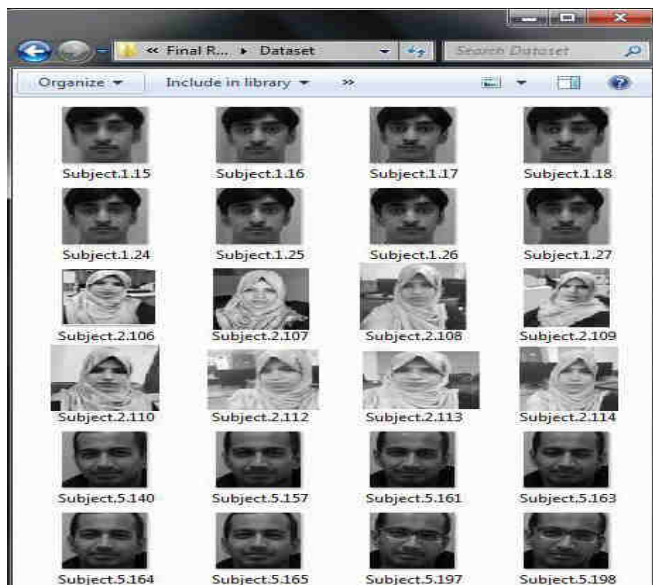 « Final R... ▸ Dataset Search Dataset
Organize Include in library »
Subject.1.15 Subject.1.16 Subject.1.17 Subject.1.18
Subject.1.24 Subject.1.25 Subject.1.26 Subject.1.27
Subject.2.106 Subject.2.107 Subject.2.108 Subject.2.109
Subject.2.110 Subject.2.112 Subject.2.113 Subject.2.114
Subject.5.140 Subject.5.157 Subject.5.161 Subject.5.163
Subject.5.164 Subject.5.165 Subject.5.197 Subject.5.198